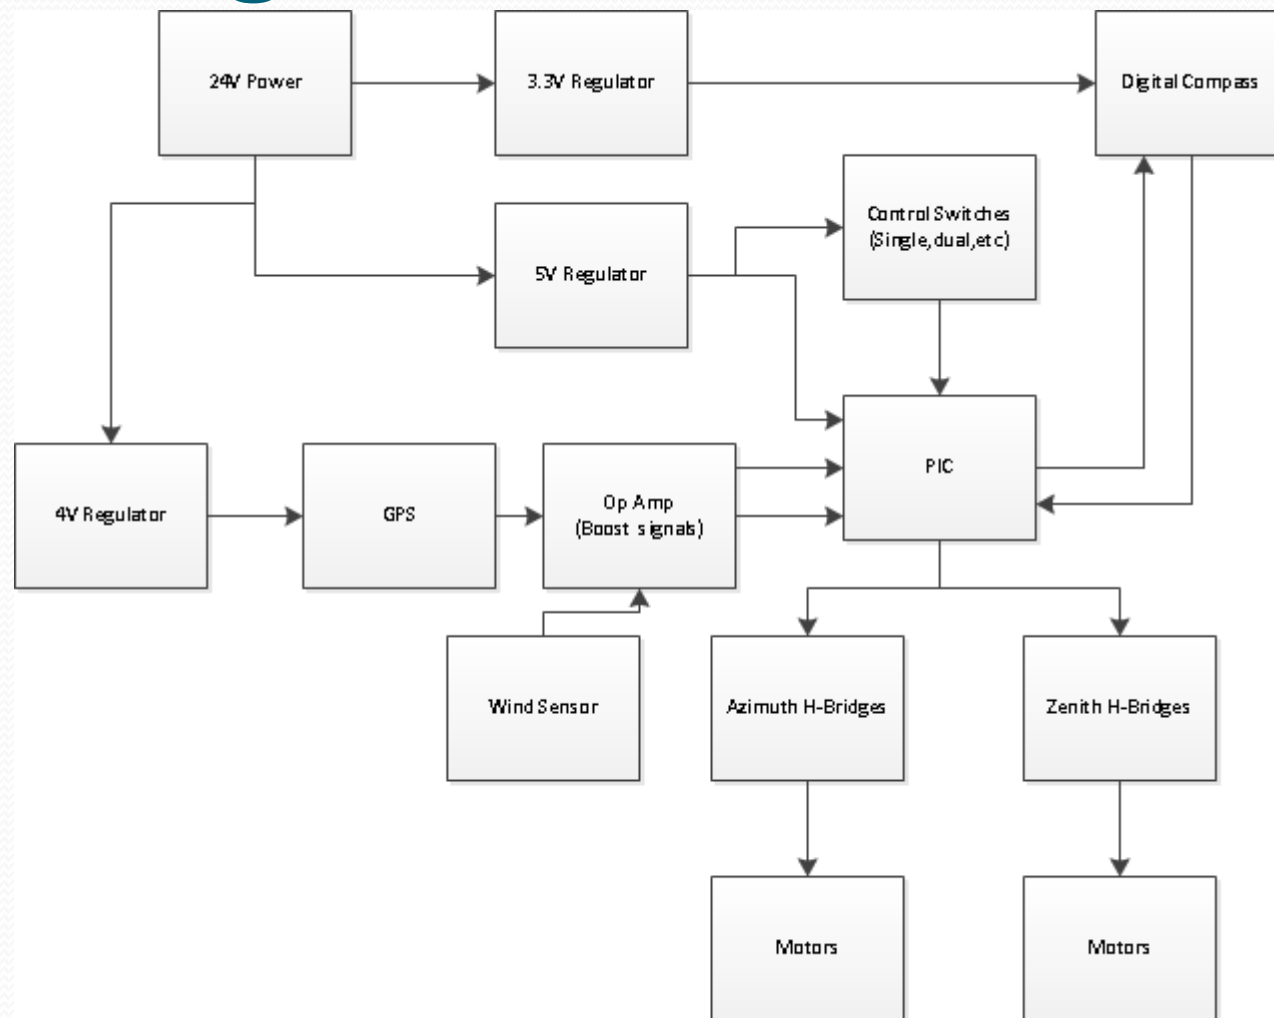 24V Power
3.3V Regulator
Digital Compass
Control Switches
(Single,dual,etc)
5V Regulator
PIC
4V Regulator
GPS
Op Amp
(Boost signals)
Wind Sensor
Azimuth H-Bridges
Zenith H-Bridges
Motors
Motors